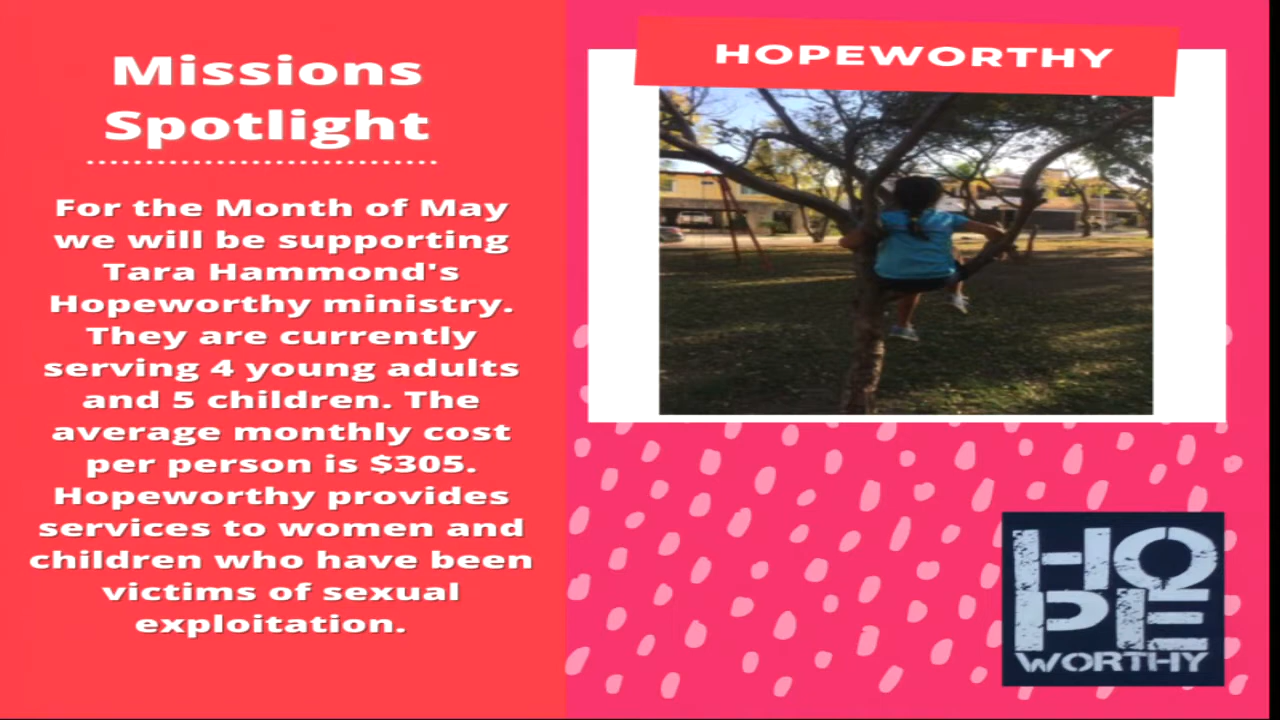 Missions
Spotlight
For the Month of May
we will be supporting
Tara Hammond's
Hopeworthy ministry.
They are currently
serving 4 young adults
and 5 children. The
average monthly cost
per person is $305.
Hopeworthy provides
services to women and
children who have been
victims of sexual
exploitation.
HOPEWORTHY
HO
PE
WORTHY